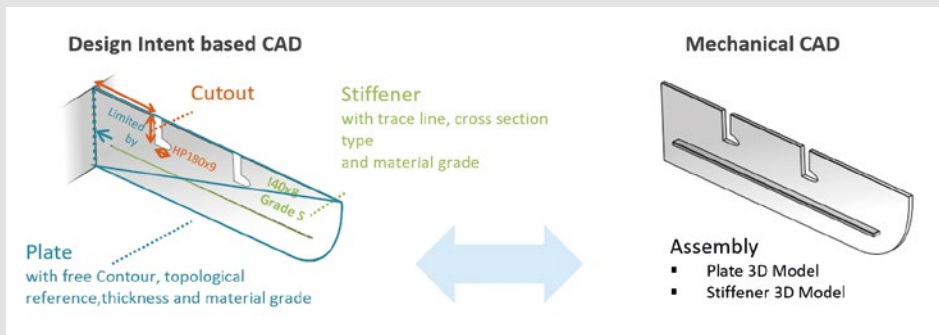 Design Intent based CAD
Mechanical CAD
Cutout
Stiffener
with trace line, cross section
type
and material grade
Limited
by
HP180x9
I40x8
Grade S
Plate
with free Contour, topological
reference,thickness and material grade
Assembly
▪ Plate 3D Model
▪ Stiffener 3D Model